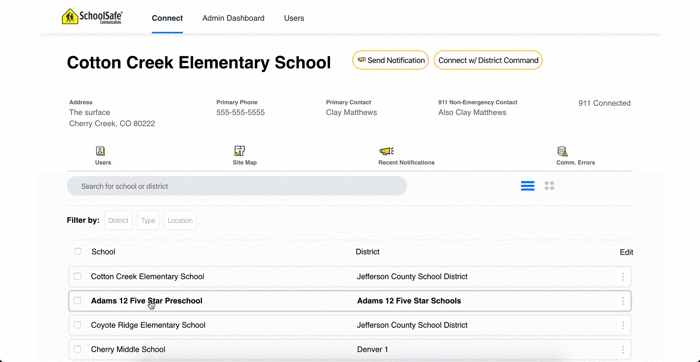 SchoolSafe
Communications
Connect
Admin Dashboard
Users
Cotton Creek Elementary School
Send Notification
Connect w/ District Command
Address
The surface
Cherry Creek, CO 80222
Primary Phone
555-555-5555
Primary Contact
Clay Matthews
911 Non-Emergency Contact
Also Clay Matthews
911 Connected
Users
Site Map
Recent Notifications
Comm. Errors
Search for school or district
Filter by: District Type Location
School District Edit
Cotton Creek Elementary School Jefferson County School District
Adams 12 Five Star Preschool Adams 12 Five Star Schools
Coyote Ridge Elementary School Jefferson County School District
Cherry Middle School Denver 1